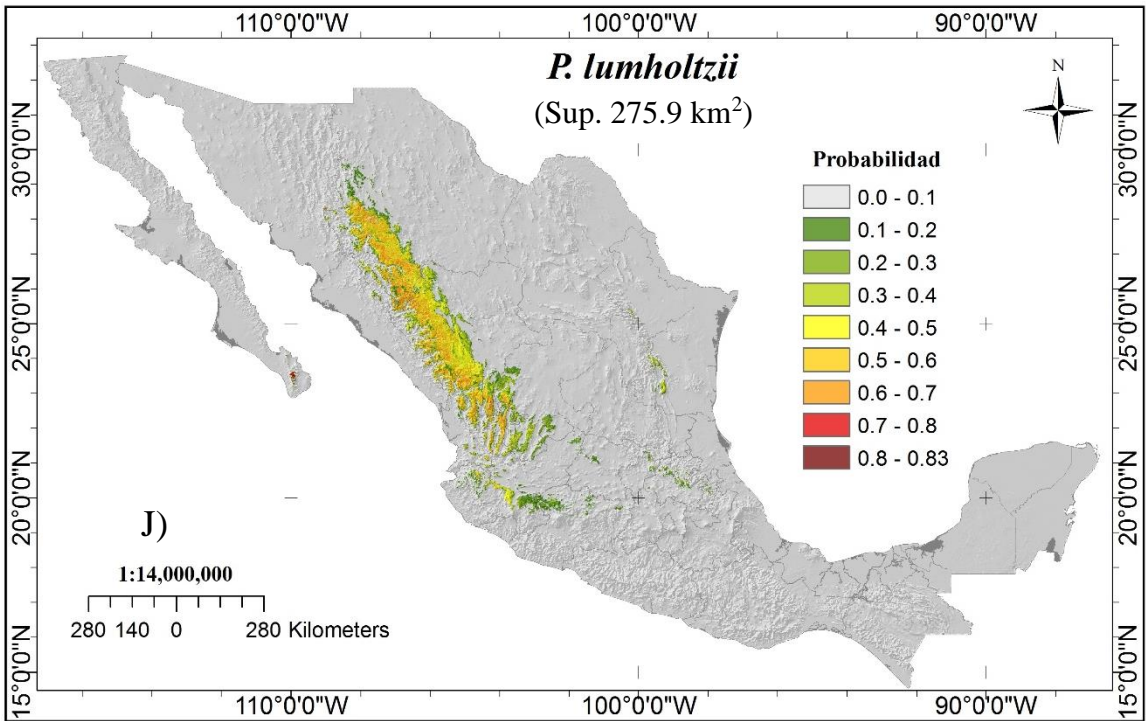 110°0'0"W 100°0'0"W 90°0'0"W
P. lumholtzii
(Sup. 275.9 km²)
N
Probabilidad
0.0 - 0.1
0.1 - 0.2
0.2 - 0.3
0.3 - 0.4
0.4 - 0.5
0.5 - 0.6
0.6 - 0.7
0.7 - 0.8
0.8 - 0.83
30°0'0"N 30°0'0"N
25°0'0"N 25°0'0"N
20°0'0"N 20°0'0"N
15°0'0"N 15°0'0"N
J)
1:14,000,000
280 140 0 280 Kilometers
110°0'0"W 100°0'0"W 90°0'0"W